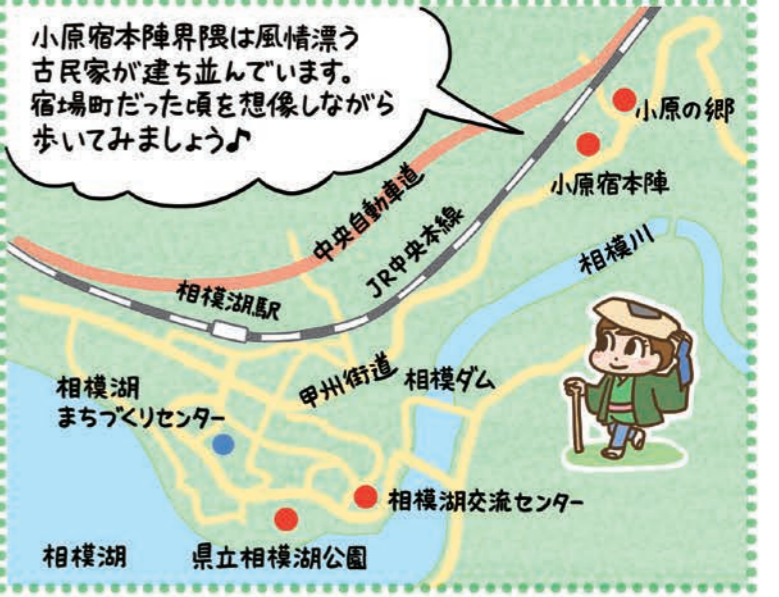 小原宿本陣界隈は風情漂う
古民家が建ち並んでいます。
宿場町だった頃を想像しながら
歩いてみましょう♪
小原の郷
小原宿本陣
中央自動車道
JR中央本線
相模川
相模湖駅
甲州街道
相模ダム
相模湖
まちづくりセンター
相模湖交流センター
相模湖
県立相模湖公園